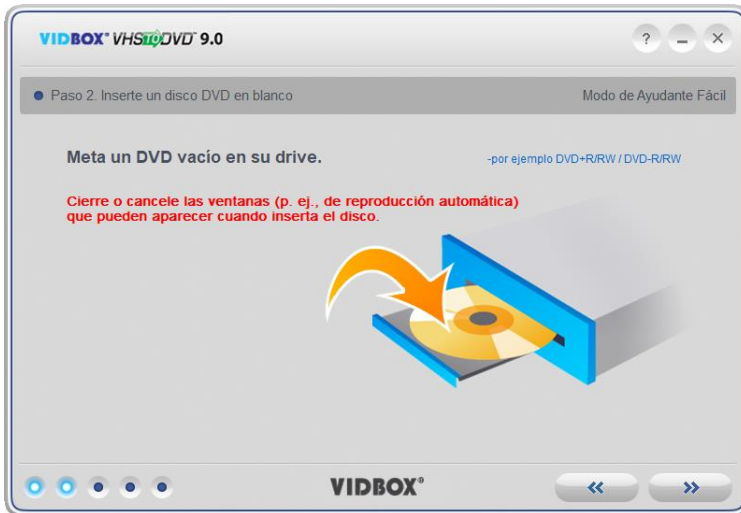 VIDBOX® VHSTODVD™ 9.0
?
Paso 2. Inserte un disco DVD en blanco
Modo de Ayudante Fácil
Meta un DVD vacío en su drive.
-por ejemplo DVD+R/RW / DVD-R/RW
Cierre o cancele las ventanas (p. ej., de reproducción automática)
que pueden aparecer cuando inserta el disco.
VIDBOX®